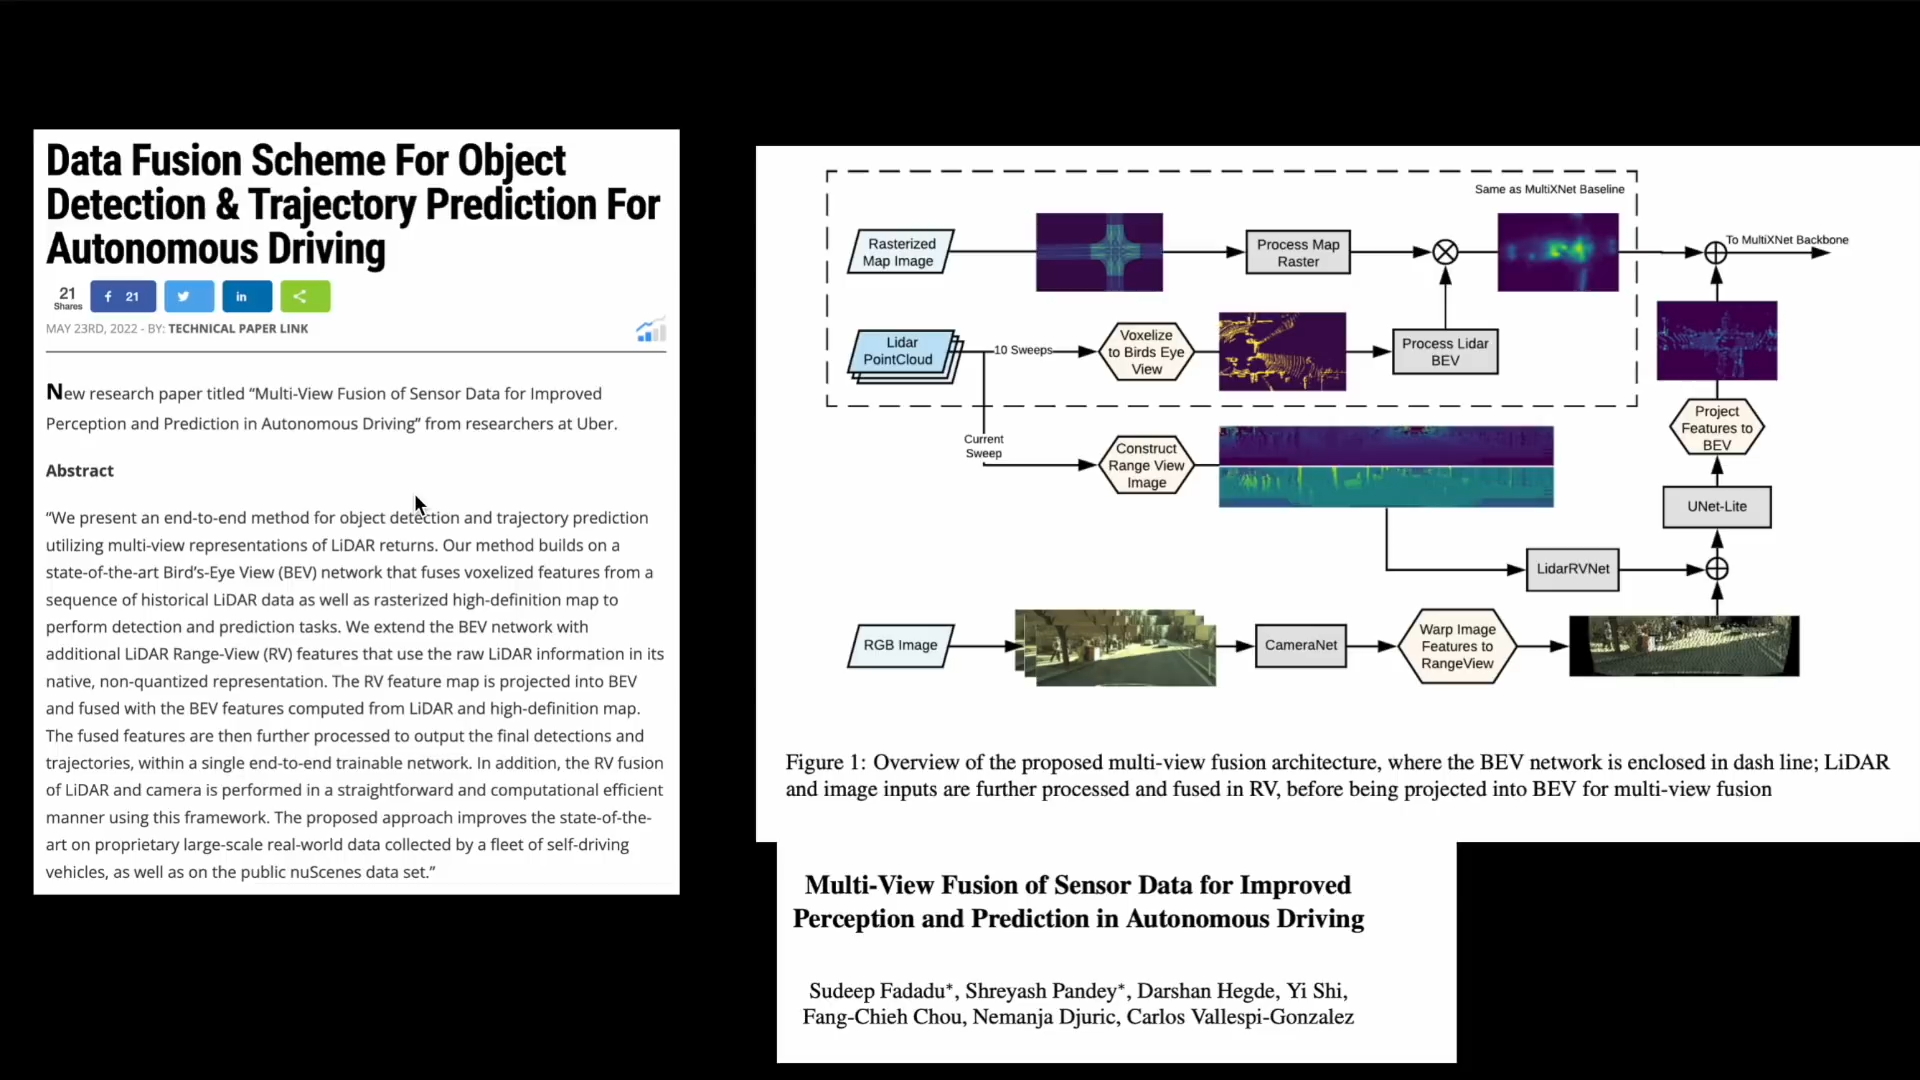 Data Fusion Scheme For Object
Detection & Trajectory Prediction For
Autonomous Driving
21
Shares
f 21
in
MAY 23RD, 2022 - BY: TECHNICAL PAPER LINK
New research paper titled “Multi-View Fusion of Sensor Data for Improved
Perception and Prediction in Autonomous Driving” from researchers at Uber.
Abstract
“We present an end-to-end method for object detection and trajectory prediction
utilizing multi-view representations of LiDAR returns. Our method builds on a
state-of-the-art Bird’s-Eye View (BEV) network that fuses voxelized features from a
sequence of historical LiDAR data as well as rasterized high-definition map to
perform detection and prediction tasks. We extend the BEV network with
additional LiDAR Range-View (RV) features that use the raw LiDAR information in its
native, non-quantized representation. The RV feature map is projected into BEV
and fused with the BEV features computed from LiDAR and high-definition map.
The fused features are then further processed to output the final detections and
trajectories, within a single end-to-end trainable network. In addition, the RV fusion
of LiDAR and camera is performed in a straightforward and computational efficient
manner using this framework. The proposed approach improves the state-of-the-
art on proprietary large-scale real-world data collected by a fleet of self-driving
vehicles, as well as on the public nuScenes data set.”
Same as MultiXNet Baseline
Rasterized
Map Image
Process Map
Raster
To MultiXNet Backbone
Lidar
PointCloud
10 Sweeps
Voxelize
to Birds Eye
View
Process Lidar
BEV
Current
Sweep
Construct
Range View
Image
Project
Features to
BEV
UNet-Lite
LidarRVNet
RGB Image
CameraNet
Warp Image
Features to
RangeView
Figure 1: Overview of the proposed multi-view fusion architecture, where the BEV network is enclosed in dash line; LiDAR
and image inputs are further processed and fused in RV, before being projected into BEV for multi-view fusion
Multi-View Fusion of Sensor Data for Improved
Perception and Prediction in Autonomous Driving
Sudeep Fadadu*, Shreyash Pandey*, Darshan Hegde, Yi Shi,
Fang-Chieh Chou, Nemanja Djuric, Carlos Vallespi-Gonzalez